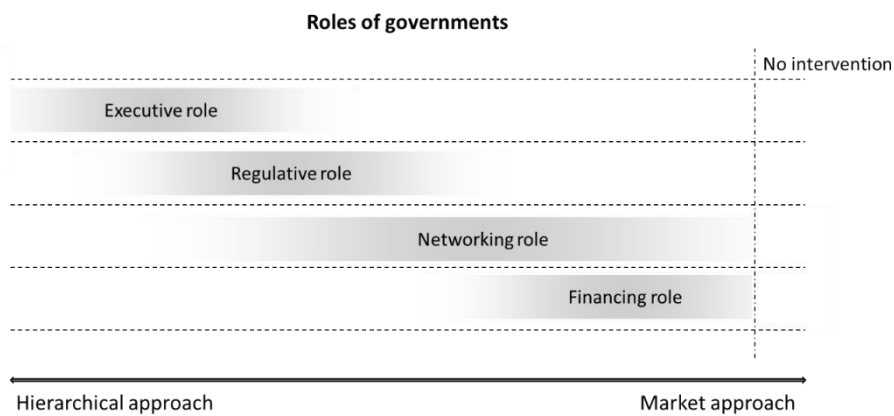 Roles of governments
No intervention
Executive role
Regulative role
Networking role
Financing role
Hierarchical approach
Market approach